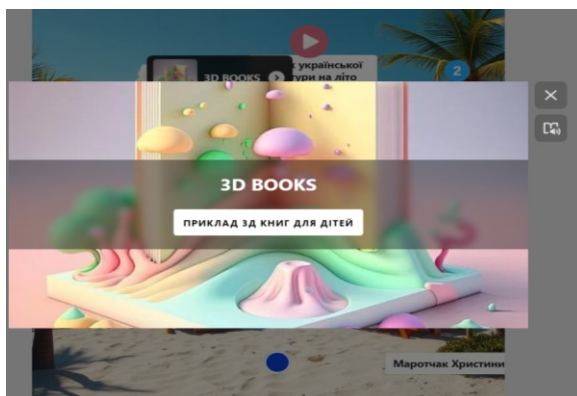 української
3D BOOKS
тури на літо
2
3D BOOKS
ПРИКЛАД 3Д КНИГ ДЛЯ ДІТЕЙ
Маротчак Христини